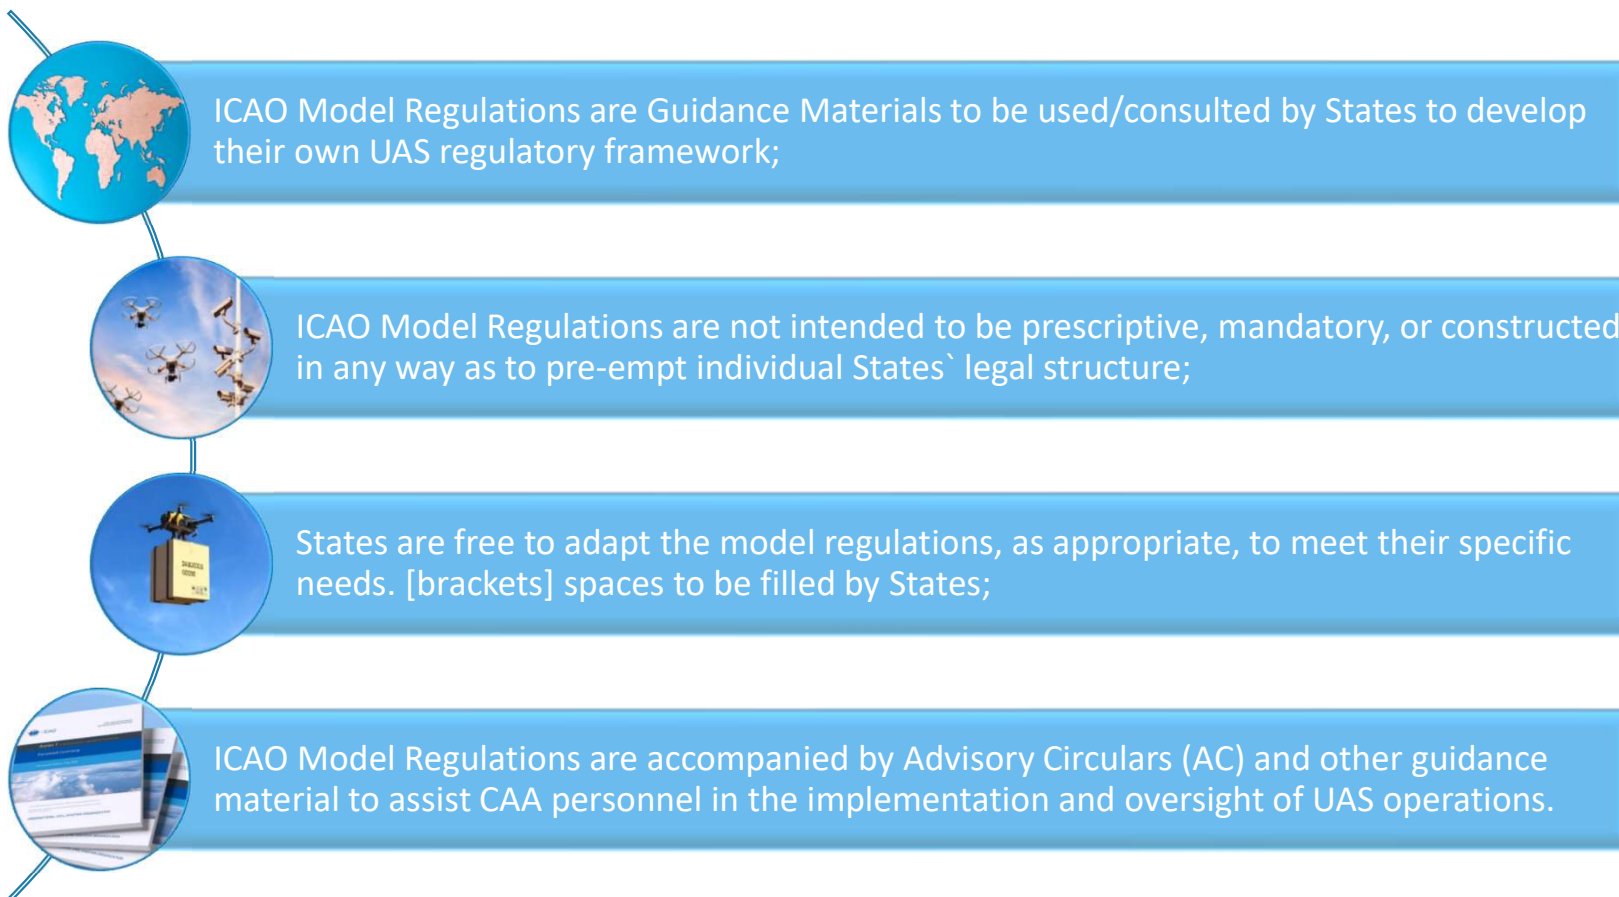 ICAO Model Regulations are Guidance Materials to be used/consulted by States to develop
their own UAS regulatory framework;
ICAO Model Regulations are not intended to be prescriptive, mandatory, or constructed
in any way as to pre-empt individual States` legal structure;
States are free to adapt the model regulations, as appropriate, to meet their specific
needs. [brackets] spaces to be filled by States;
ICAO Model Regulations are accompanied by Advisory Circulars (AC) and other guidance
material to assist CAA personnel in the implementation and oversight of UAS operations.